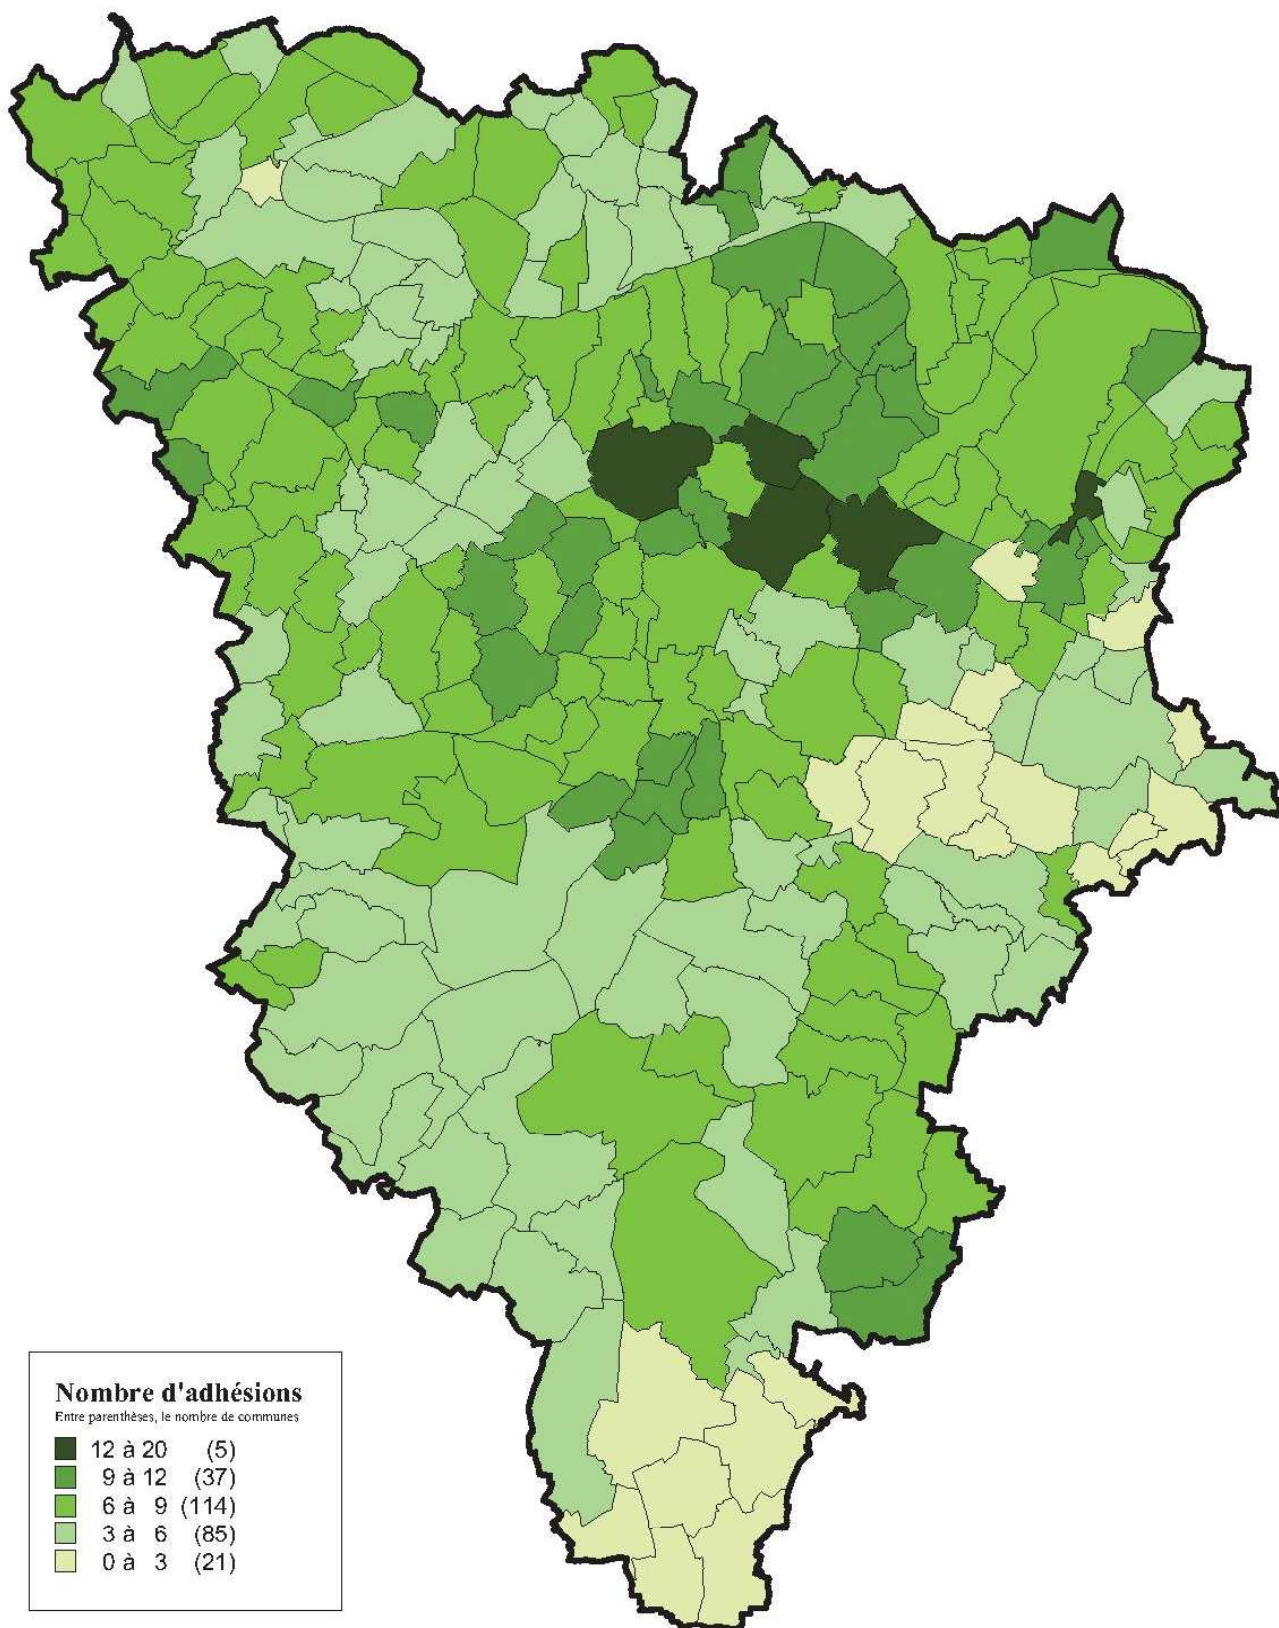 Nombre d'adhésions
Entre parenthèses, le nombre de communes
12 à 20 (5)
9 à 12 (37)
6 à 9 (114)
3 à 6 (85)
0 à 3 (21)